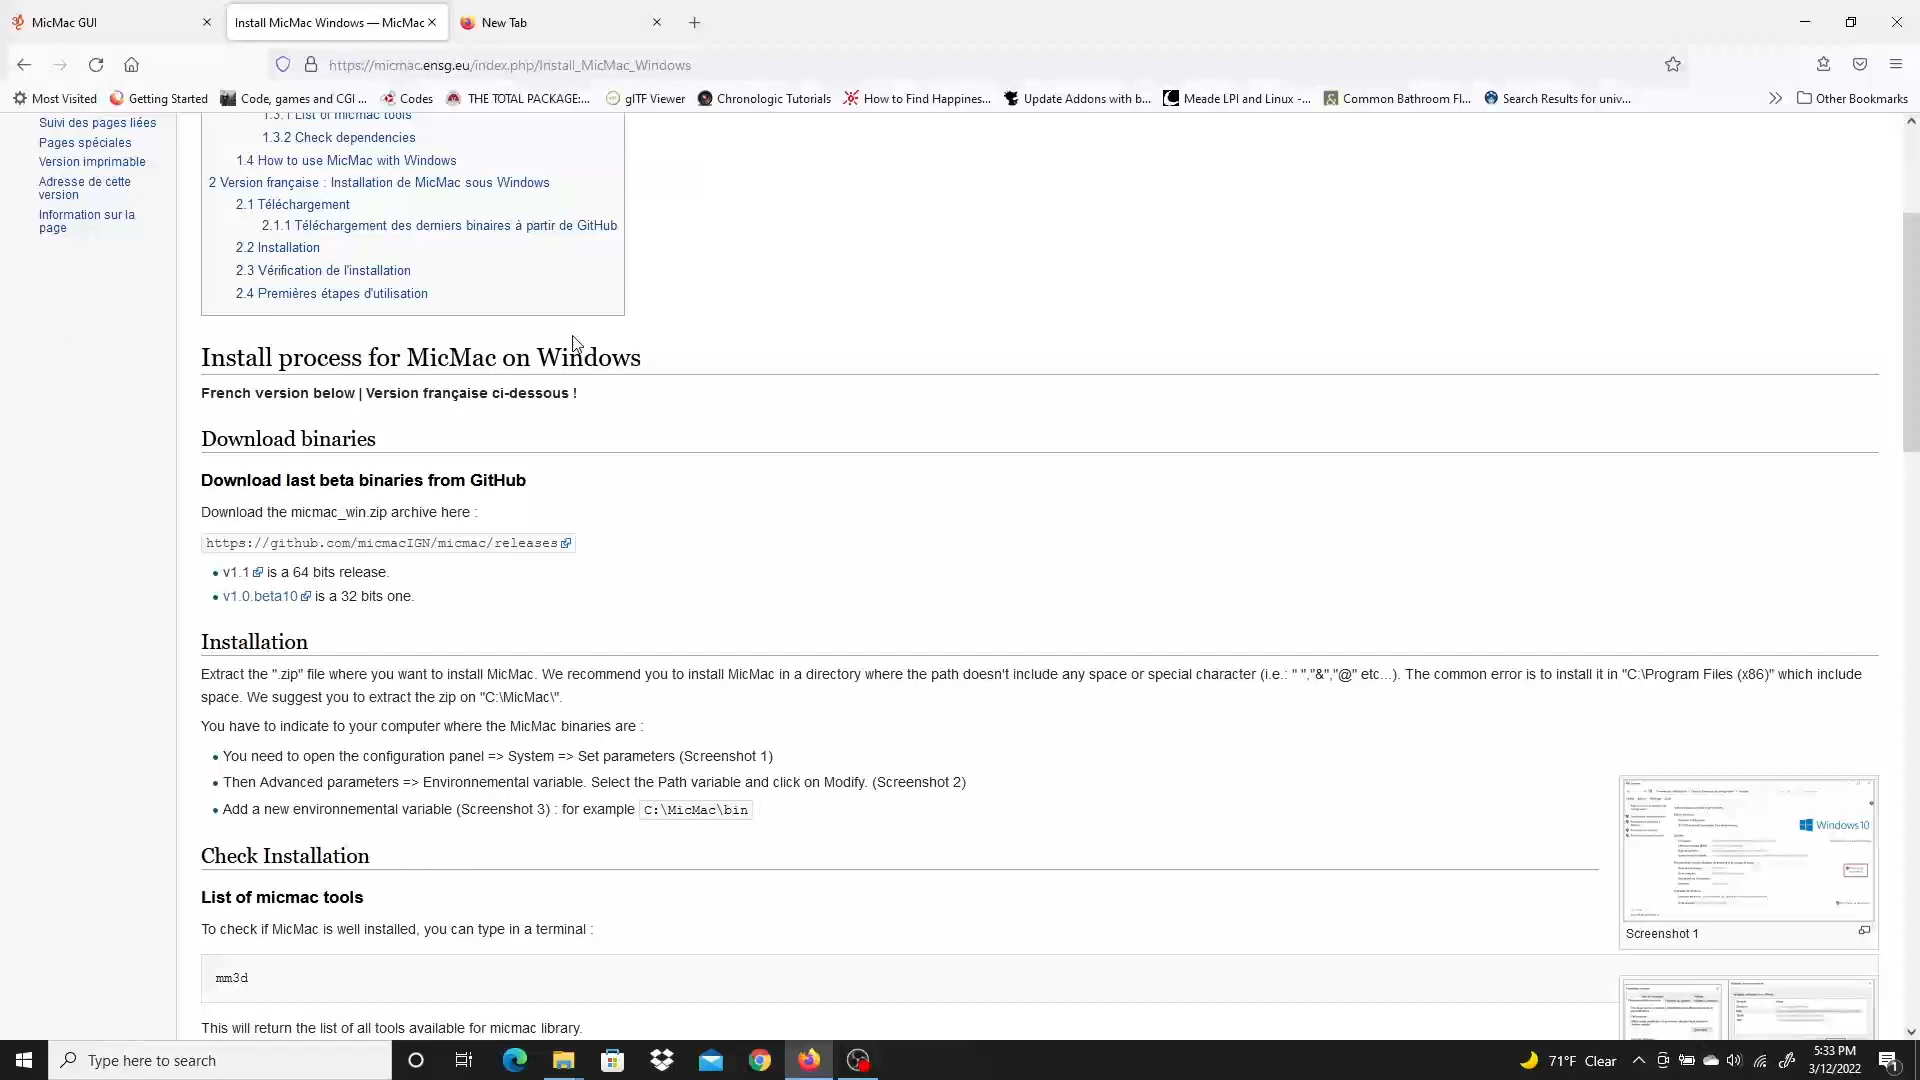 MicMac GUI
Install MicMac Windows — MicMac
New Tab
https://micmac.ensg.eu/index.php/Install_MicMac_Windows
Most Visited
Getting Started
Code, games and CGI ...
Codes
THE TOTAL PACKAGE:...
glTF Viewer
Chronologic Tutorials
How to Find Happines...
Update Addons with b...
Meade LPI and Linux -...
Common Bathroom Fl...
Search Results for univ...
Other Bookmarks
Suivi des pages liées
Pages spéciales
Version imprimable
Adresse de cette
version
Information sur la
page
1.3.1 List of micmac tools
1.3.2 Check dependencies
1.4 How to use MicMac with Windows
2 Version française : Installation de MicMac sous Windows
2.1 Téléchargement
2.1.1 Téléchargement des derniers binaires à partir de GitHub
2.2 Installation
2.3 Vérification de l'installation
2.4 Premières étapes d'utilisation
Install process for MicMac on Windows
French version below | Version française ci-dessous !
Download binaries
Download last beta binaries from GitHub
Download the micmac_win.zip archive here :
https://github.com/micmacIGN/micmac/releases
v1.1 is a 64 bits release.
v1.0.beta10 is a 32 bits one.
Installation
Extract the ".zip" file where you want to install MicMac. We recommend you to install MicMac in a directory where the path doesn't include any space or special character (i.e.: " ","&","@" etc...). The common error is to install it in "C:\Program Files (x86)" which include
space. We suggest you to extract the zip on "C:\MicMac\".
You have to indicate to your computer where the MicMac binaries are :
You need to open the configuration panel => System => Set parameters (Screenshot 1)
Then Advanced parameters => Environnemental variable. Select the Path variable and click on Modify. (Screenshot 2)
Add a new environnemental variable (Screenshot 3) : for example C:\MicMac\bin
Windows 10
Check Installation
List of micmac tools
To check if MicMac is well installed, you can type in a terminal :
Screenshot 1
mm3d
This will return the list of all tools available for micmac library.
Type here to search
71°F Clear
5:33 PM
3/12/2022
1